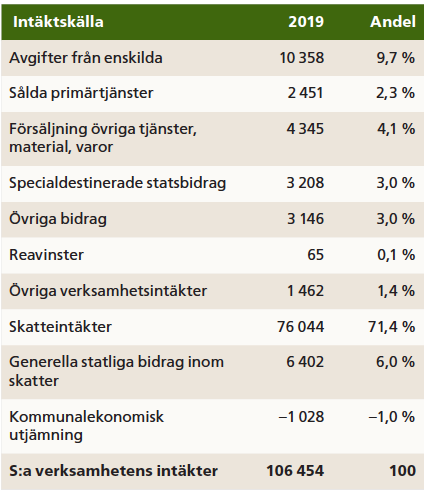 Intäktskälla 2019 Andel
Avgifter från enskilda 10 358 9,7 %
Sålda primärtjänster 2 451 2,3 %
Försäljning övriga tjänster, 4 345 4,1 %
material, varor
Specialdestinerade statsbidrag 3 208 3,0 %
Övriga bidrag 3 146 3,0 %
Reavinster 65 0,1 %
Övriga verksamhetsintäkter 1 462 1,4 %
Skatteintäkter 76 044 71,4 %
Generella statliga bidrag inom 6 402 6,0 %
skatter
Kommunalekonomisk –1 028 –1,0 %
utjämning
S:a verksamhetens intäkter 106 454 100